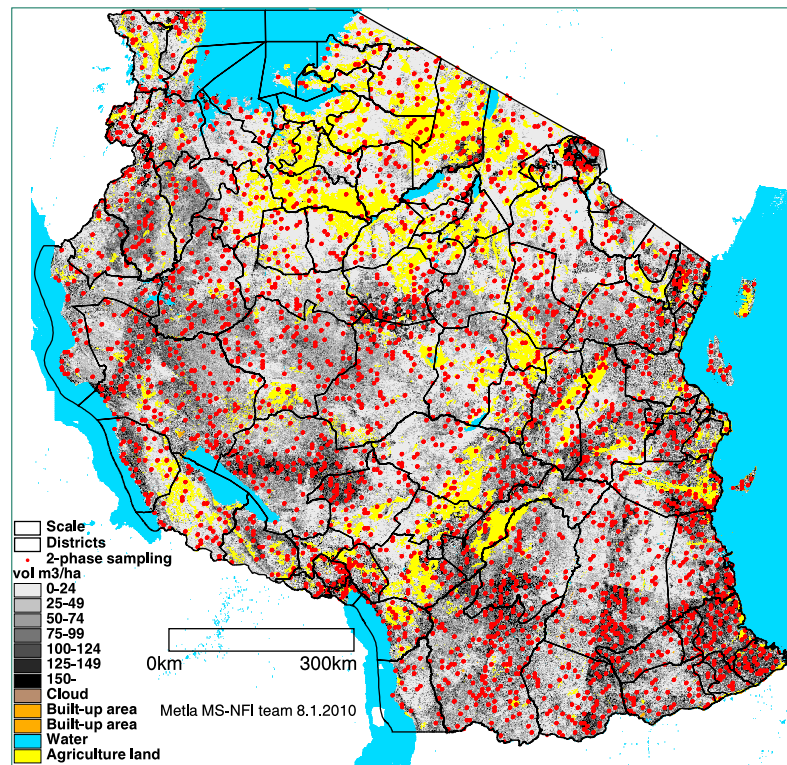 Scale
Districts
2-phase sampling
vol m3/ha
0-24
25-49
50-74
75-99
100-124
125-149
150-
Cloud
Built-up area
Built-up area
Water
Agriculture land
0km 300km
Metla MS-NFI team 8.1.2010